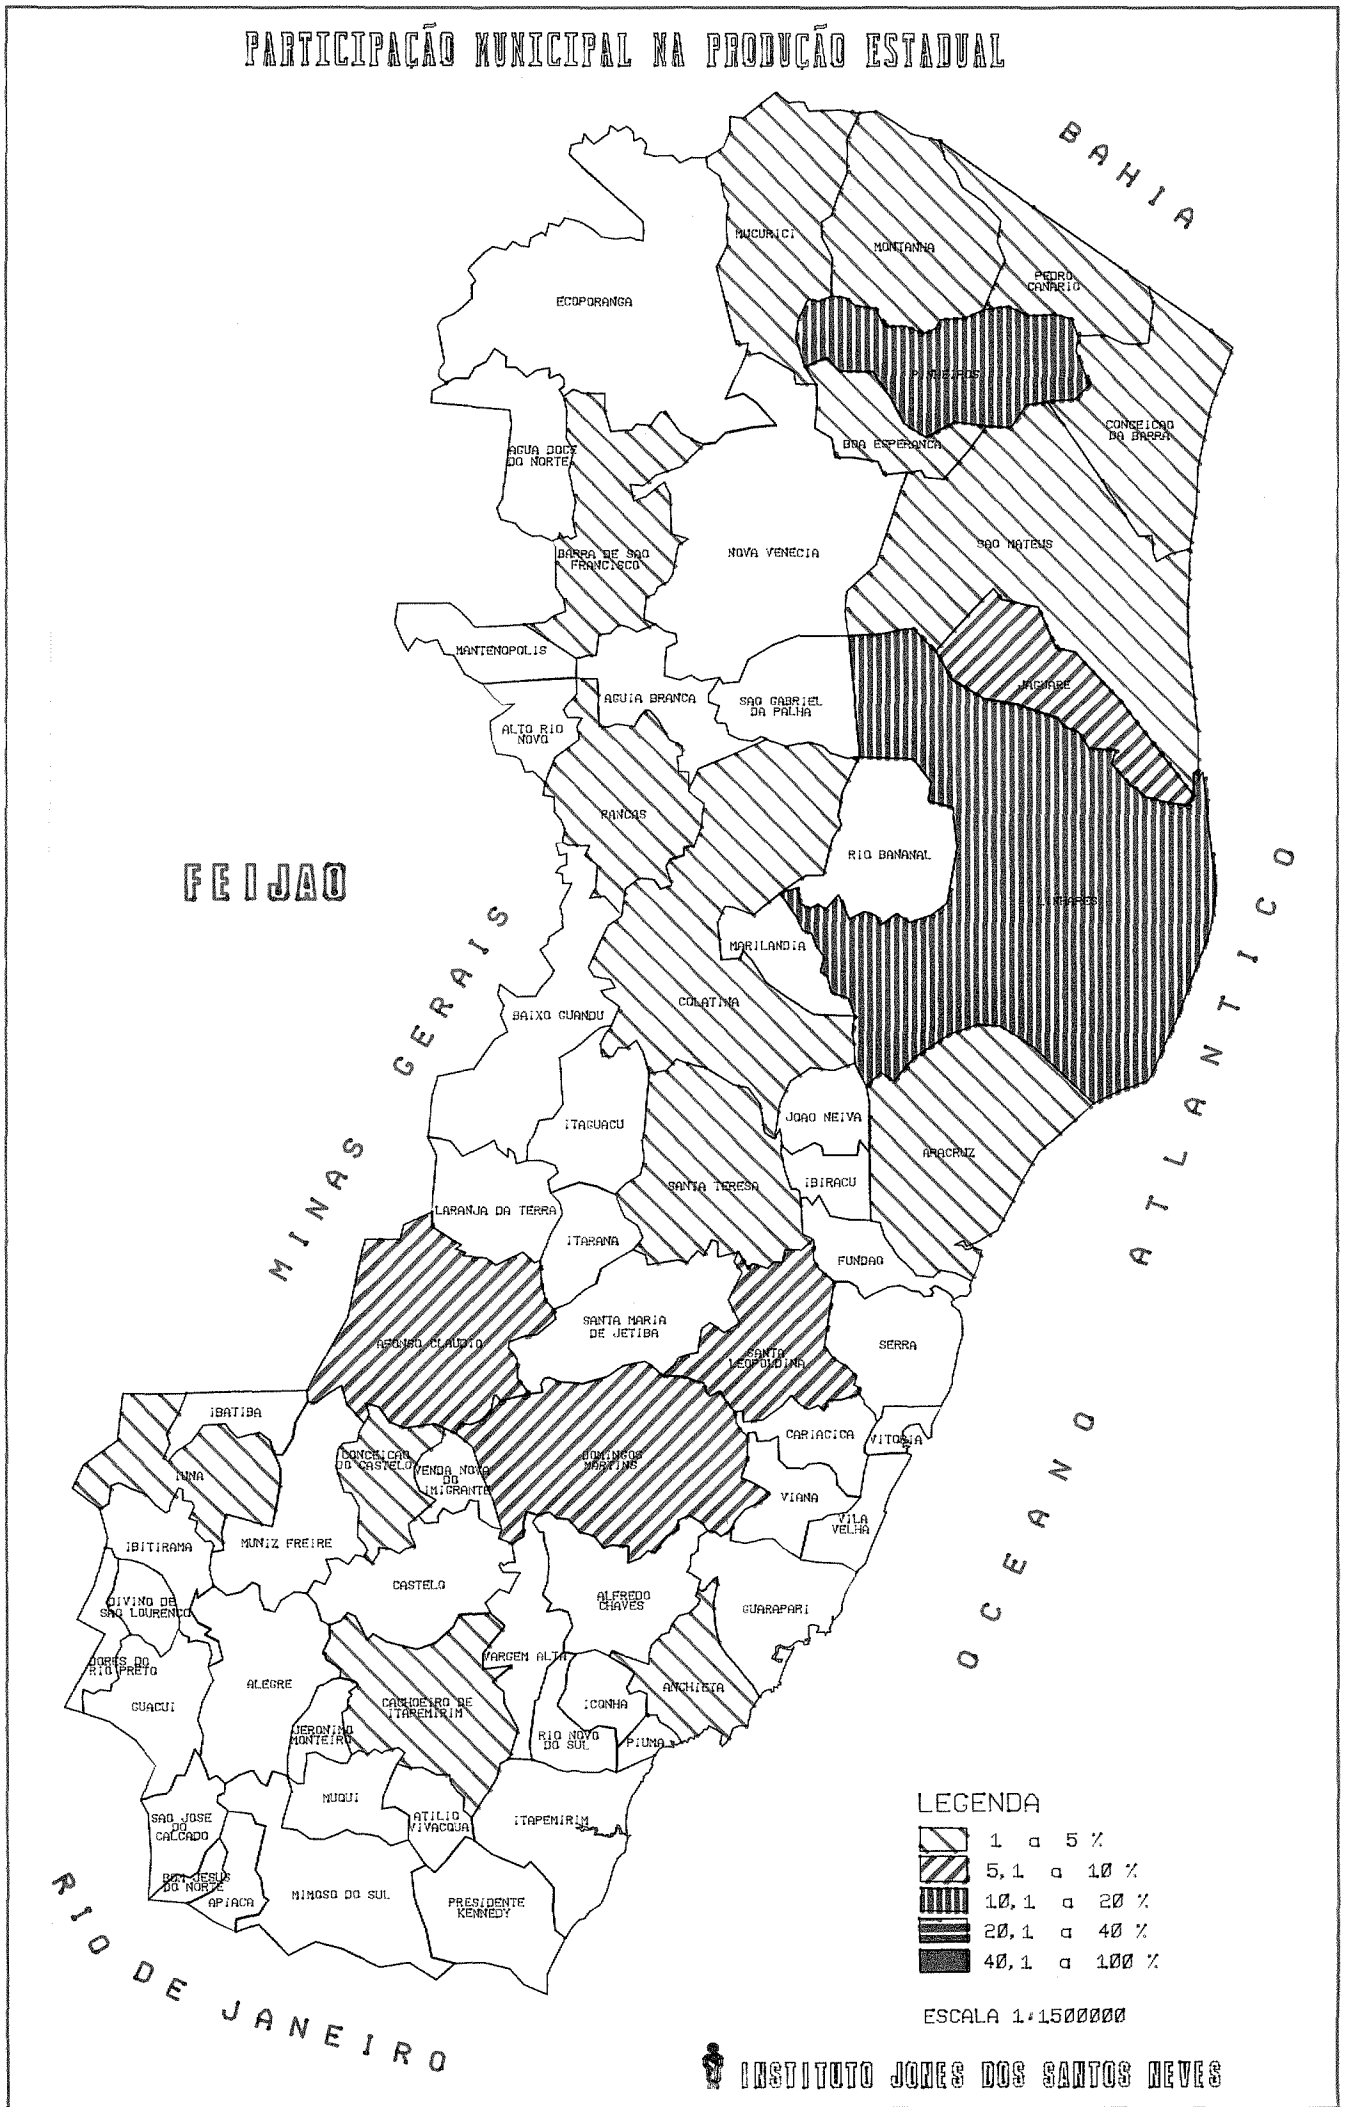 PARTICIPAÇÃO MUNICIPAL NA PRODUÇÃO ESTADUAL
BAHIA
MUCURICI
MONTANHA
PEDRO
CANARIO
ECOPORANGA
PINHEIROS
CONCEICAO
DA BARRA
BOA ESPERANCA
AGUA DOCE
DO NORTE
SAO MATEUS
BARRA DE SAO
FRANCISCO
NOVA VENECIA
MANTENOPOLIS
JAGUARE
AGUIA BRANCA
SAO GABRIEL
DA PALHA
ALTO RIO
NOVO
PANCAS
RIO BANANAL
FEIJAO
LINHARES
MARILANDIA
COLATINA
BAIXO GUANDU
MINAS GERAIS
OCEANO ATLANTICO
ITAGUACU
JOAO NEIVA
ARACRUZ
IBIRACU
SANTA TERESA
LARANJA DA TERRA
ITARANA
FUNDAO
SANTA MARIA
DE JETIBA
AFONSO CLAUDIO
SANTA
LEOPOLDINA
SERRA
IBATIBA
CARIACICA
VITORIA
CONCEICAO
DO CASTELO
DOMINGOS
MARTINS
IUNA
VENDA NOVA
DO
IMIGRANTE
VIANA
VILA
VELHA
IBITIRAMA
MUNIZ FREIRE
CASTELO
ALFREDO
CHAVES
DIVINO DE
SAO LOURENCO
GUARAPARI
VARGEM ALTA
DORES DO
RIO PRETO
ALEGRE
ANCHIETA
GUACUI
CACHOEIRO DE
ITAPEMIRIM
ICONHA
JERONIMO
MONTEIRO
RIO NOVO
DO SUL
PIUMA
MUQUI
SAO JOSE
DO
CALCADO
ATILIO
VIVACQUA
ITAPEMIRIM
BOM JESUS
DO NORTE
APIACA
MIMOSO DO SUL
PRESIDENTE
KENNEDY
RIO DE JANEIRO
LEGENDA
1 a 5 %
5,1 a 10 %
10,1 a 20 %
20,1 a 40 %
40,1 a 100 %
ESCALA 1:1500000
INSTITUTO JONES DOS SANTOS NEVES